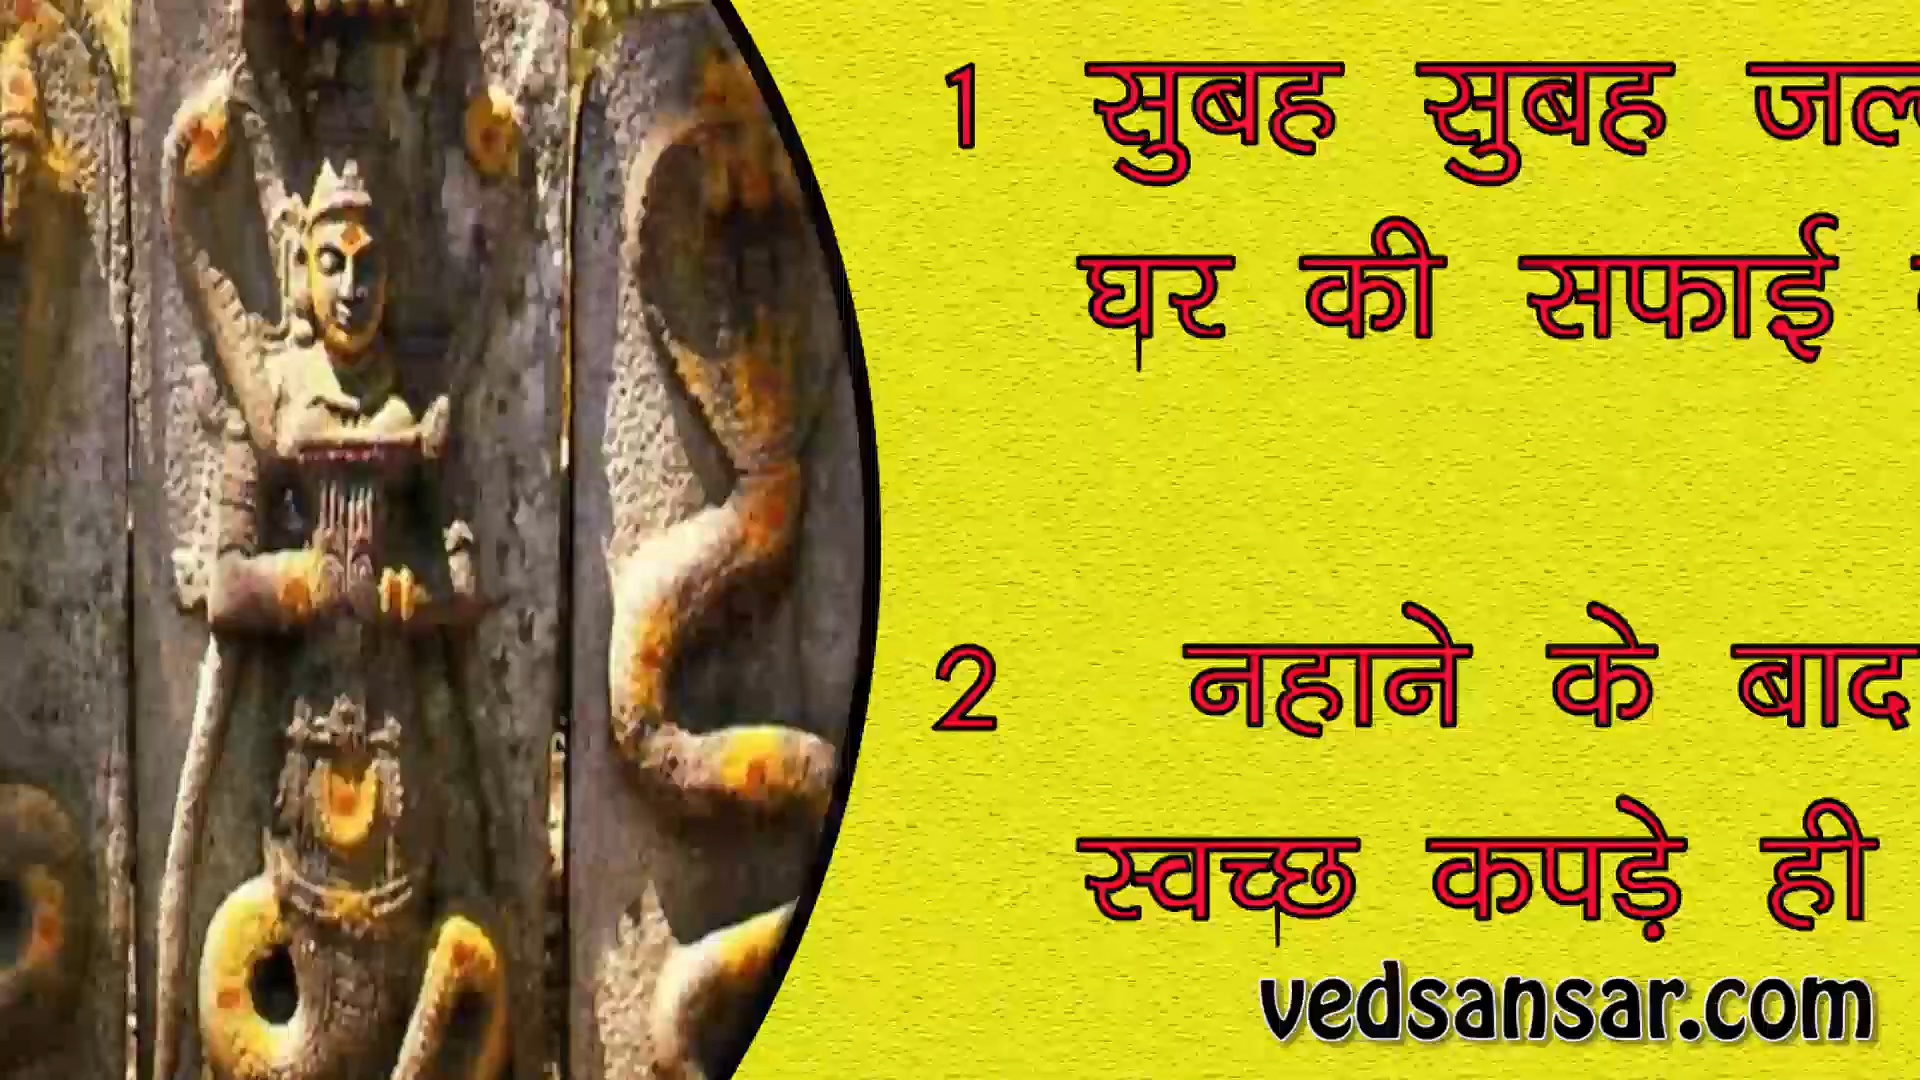 1 सुबह सुबह
घर की सफाई
2 नहाने के बाद
स्वच्छ कपड़े ही
vedsansar.com